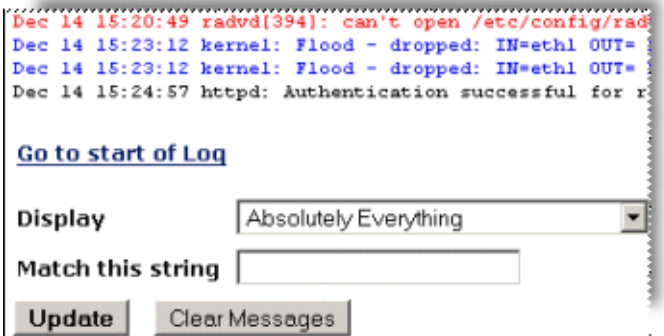 Dec 14 15:20:49 radvd[394]: can't open /etc/config/rad
Dec 14 15:23:12 kernel: Flood - dropped: IN=eth1 OUT=
Dec 14 15:23:12 kernel: Flood - dropped: IN=eth1 OUT=
Dec 14 15:24:57 httpd: Authentication successful for r
Go to start of Log
Display Absolutely Everything
Match this string
Update Clear Messages